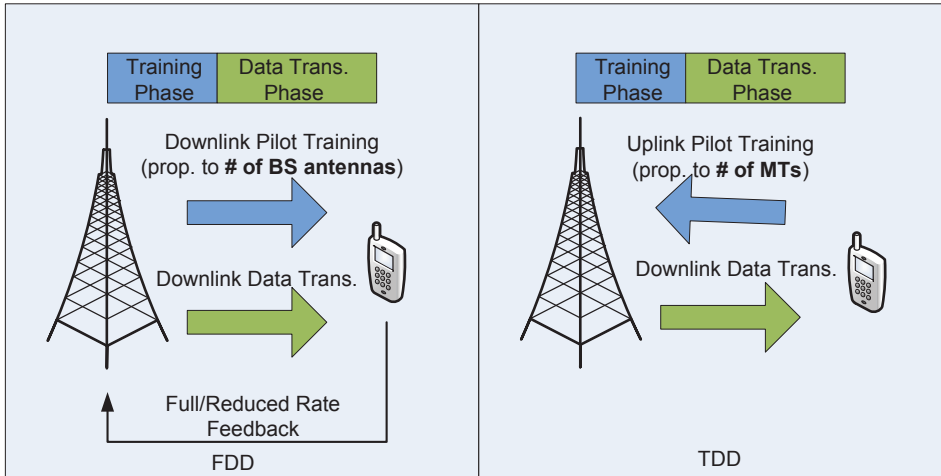 Training
Phase
Data Trans.
Phase
Downlink Pilot Training
(prop. to # of BS antennas)
Downlink Data Trans.
Full/Reduced Rate
Feedback
FDD
Training
Phase
Data Trans.
Phase
Uplink Pilot Training
(prop. to # of MTs)
Downlink Data Trans.
TDD